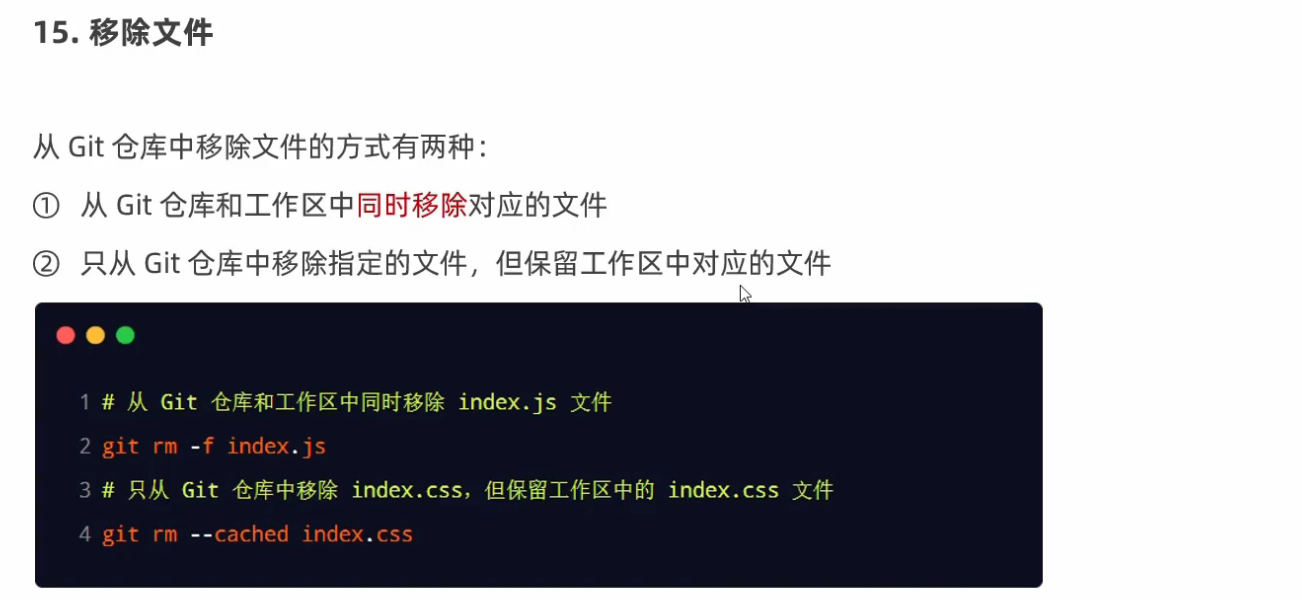 15. 移除文件
从 Git 仓库中移除文件的方式有两种：
① 从 Git 仓库和工作区中同时移除对应的文件
② 只从 Git 仓库中移除指定的文件，但保留工作区中对应的文件
1 # 从 Git 仓库和工作区中同时移除 index.js 文件
2 git rm -f index.js
3 # 只从 Git 仓库中移除 index.css，但保留工作区中的 index.css 文件
4 git rm --cached index.css